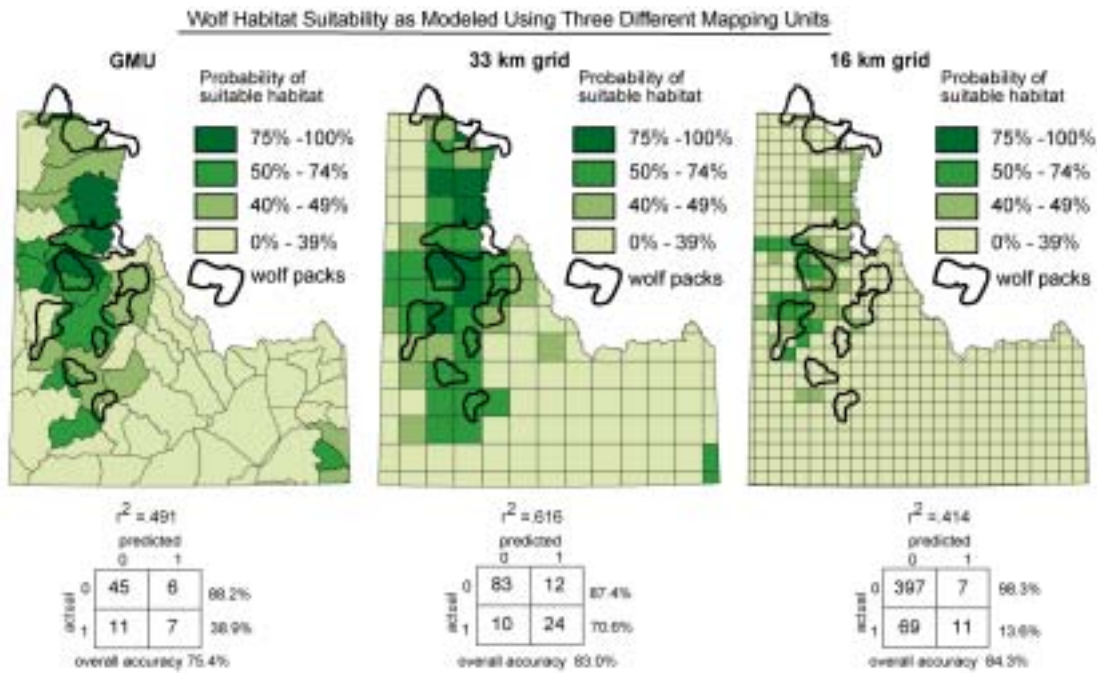 Wolf Habitat Suitability as Modeled Using Three Different Mapping Units
GMU
Probability of
suitable habitat
75% -100%
50% - 74%
40% - 49%
0% - 39%
wolf packs
r2 =.491
predicted
0 1
actual
0 45 6 88.2%
1 11 7 38.9%
overall accuracy 75.4%
33 km grid
Probability of
suitable habitat
75% -100%
50% - 74%
40% - 49%
0% - 39%
wolf packs
r2 =.616
predicted
0 1
actual
0 83 12 87.4%
1 10 24 70.6%
overall accuracy 83.0%
16 km grid
Probability of
suitable habitat
75% -100%
50% - 74%
40% - 49%
0% - 39%
wolf packs
r2 =.414
predicted
0 1
actual
0 397 7 98.3%
1 69 11 13.8%
overall accuracy 84.3%